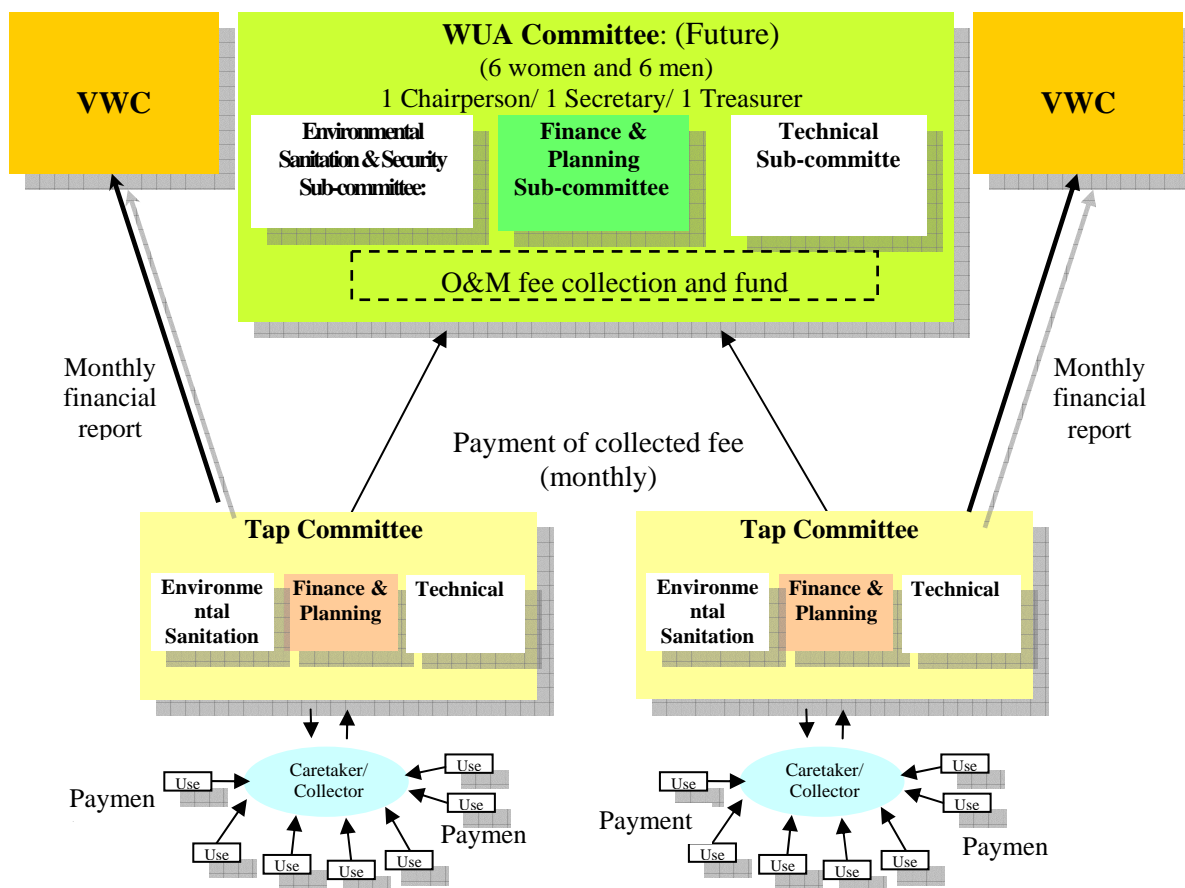 VWC
WUA Committee: (Future)
(6 women and 6 men)
1 Chairperson/ 1 Secretary/ 1 Treasurer
Environmental
Sanitation & Security
Sub-committee:
Finance &
Planning
Sub-committee
Technical
Sub-committe
O&M fee collection and fund
VWC
Monthly
financial
report
Payment of collected fee
(monthly)
Monthly
financial
report
Tap Committee
Environme
ntal
Sanitation
Finance &
Planning
Technical
Tap Committee
Environme
ntal
Sanitation
Finance &
Planning
Technical
Caretaker/
Collector
Use
Use
Use
Use
Use
Use
Use
Paymen
Paymen
Caretaker/
Collector
Use
Use
Use
Use
Use
Use
Use
Payment
Paymen